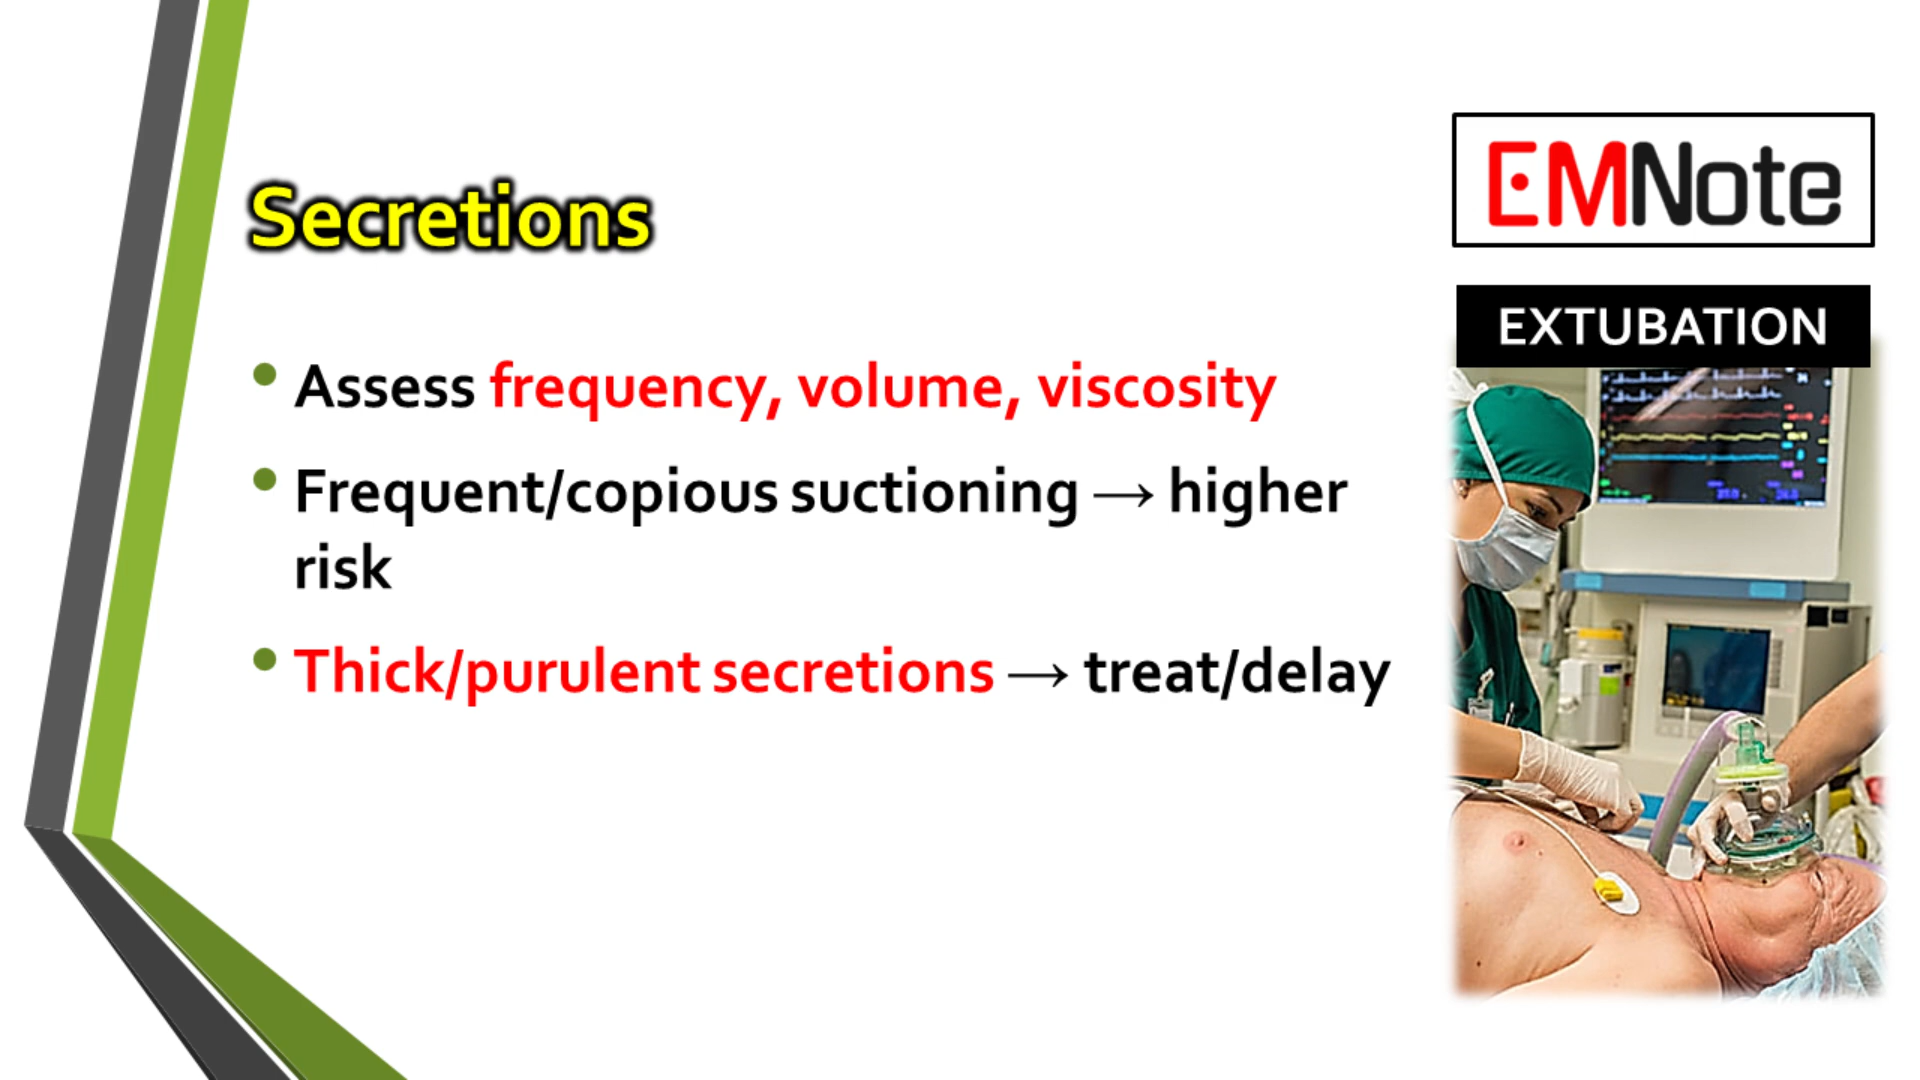 Secretions
• Assess frequency, volume, viscosity
• Frequent/copious suctioning → higher
risk
• Thick/purulent secretions → treat/delay
EMNote
EXTUBATION